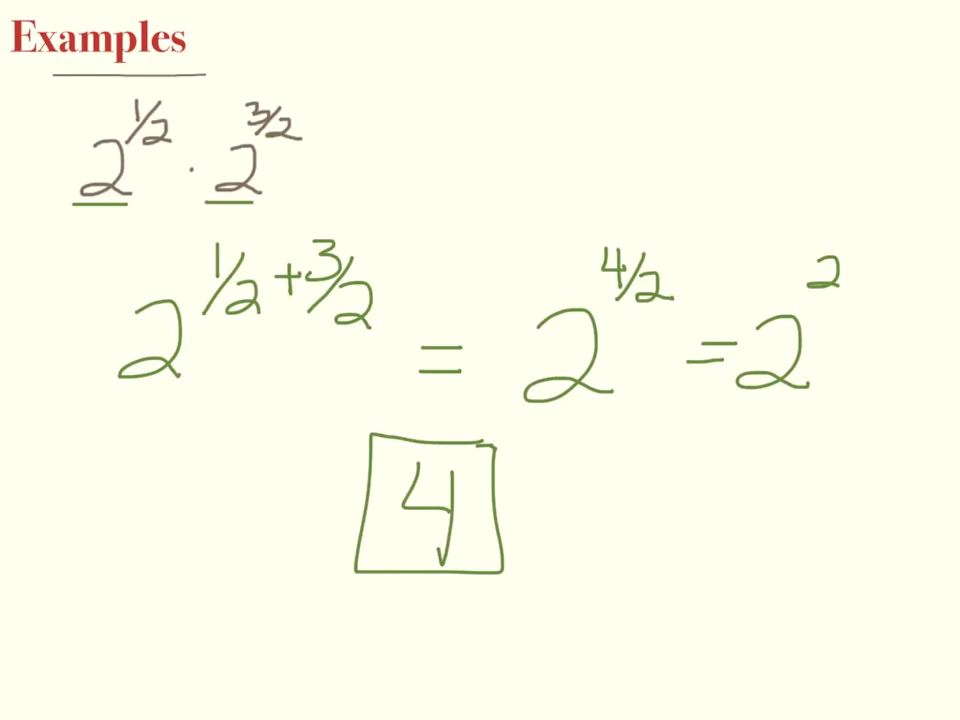 Examples
2^{1/2} · 2^{3/2}
2^{1/2 + 3/2} = 2^{4/2} = 2^2
4